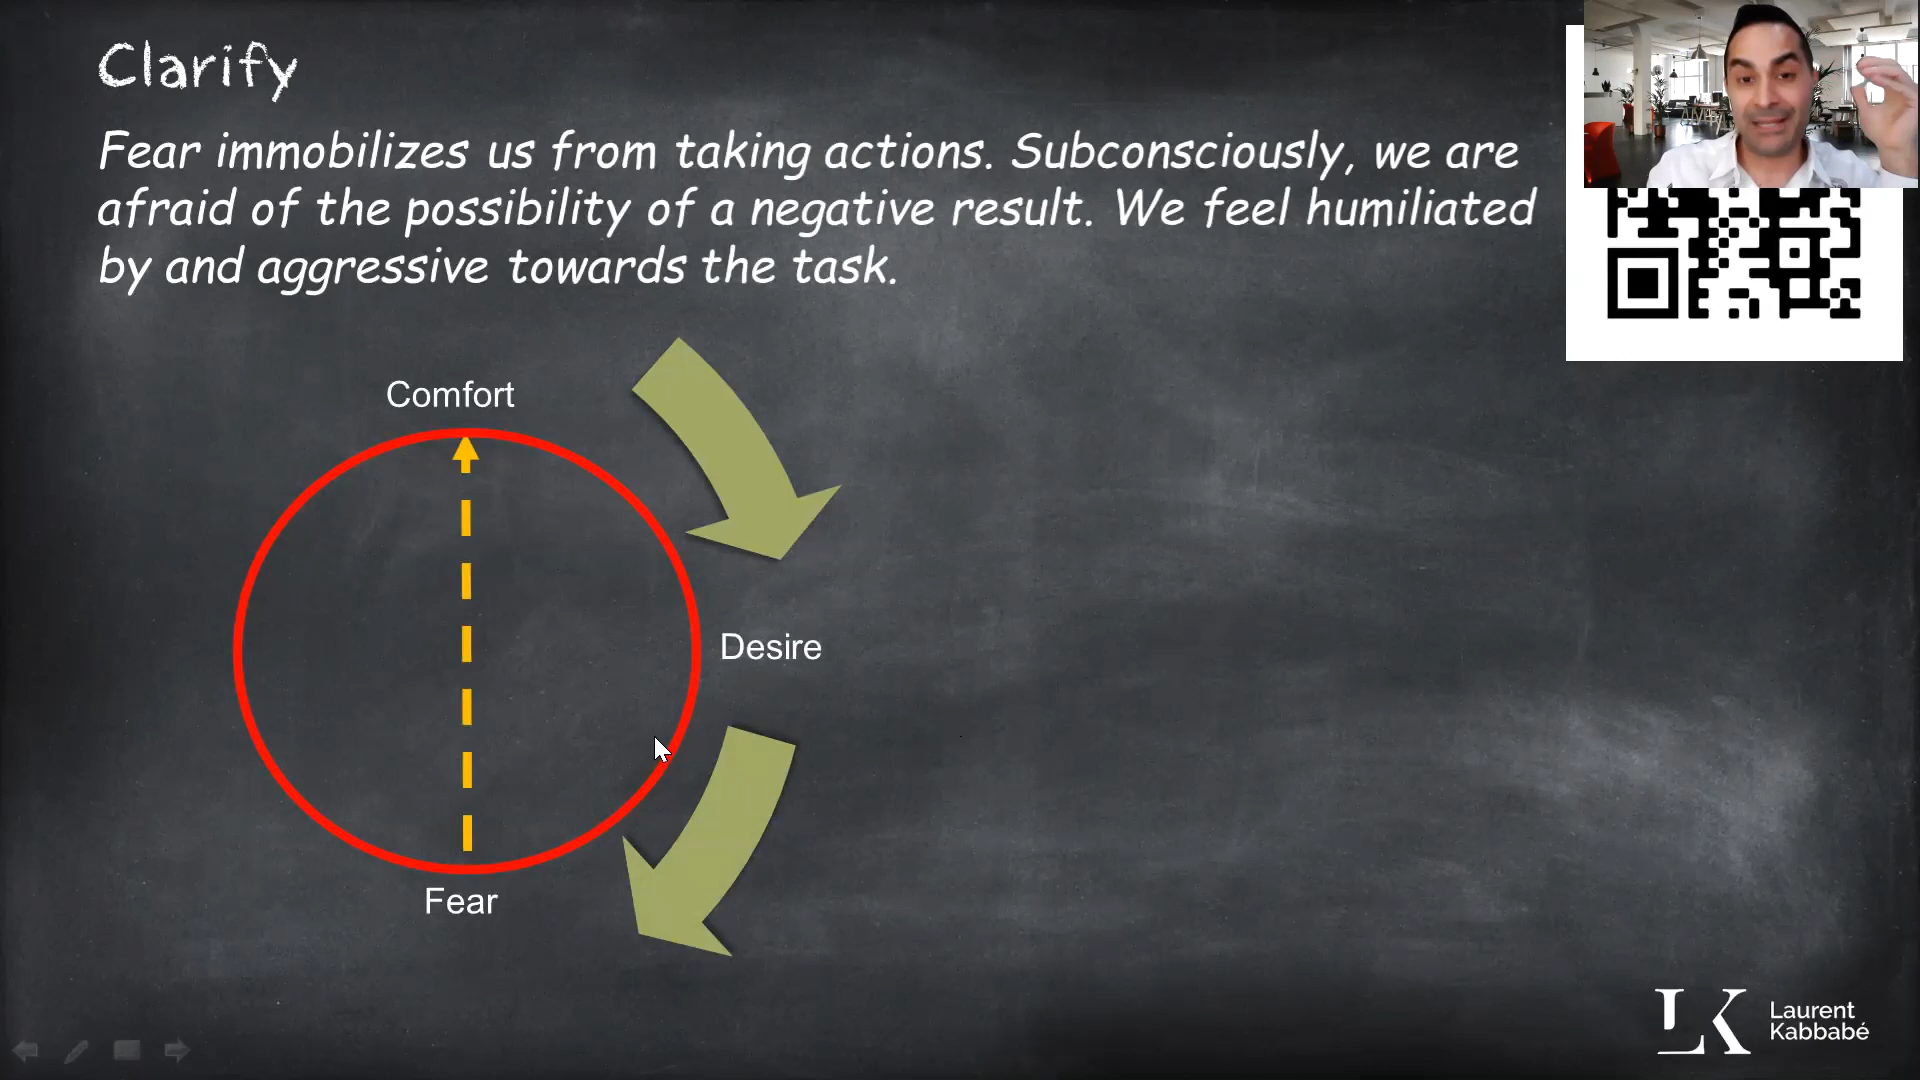 Clarify
Fear immobilizes us from taking actions. Subconsciously, we are
afraid of the possibility of a negative result. We feel humiliated
by and aggressive towards the task.
Comfort
Desire
Fear
LK
Laurent
Kabbabé